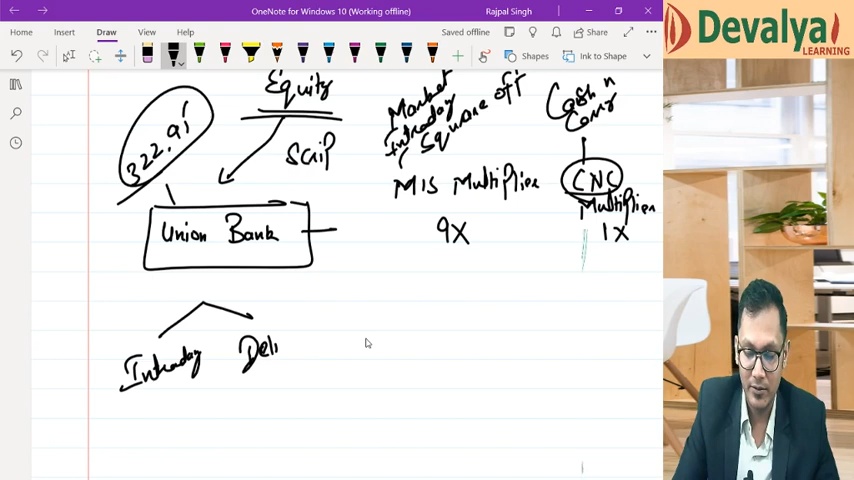 OneNote for Windows 10 (Working offline)
Rajpal Singh
Home Insert Draw View Help
Saved offline
Share
Shapes
Ink to Shape
Devalya
LEARNING
Equity
Scrip
322.95
Union Bank
Intraday Deli
Market
Intraday
Square off
MIS Multiplier
9X
Cash n
Carry
CNC
Multiplier
1X